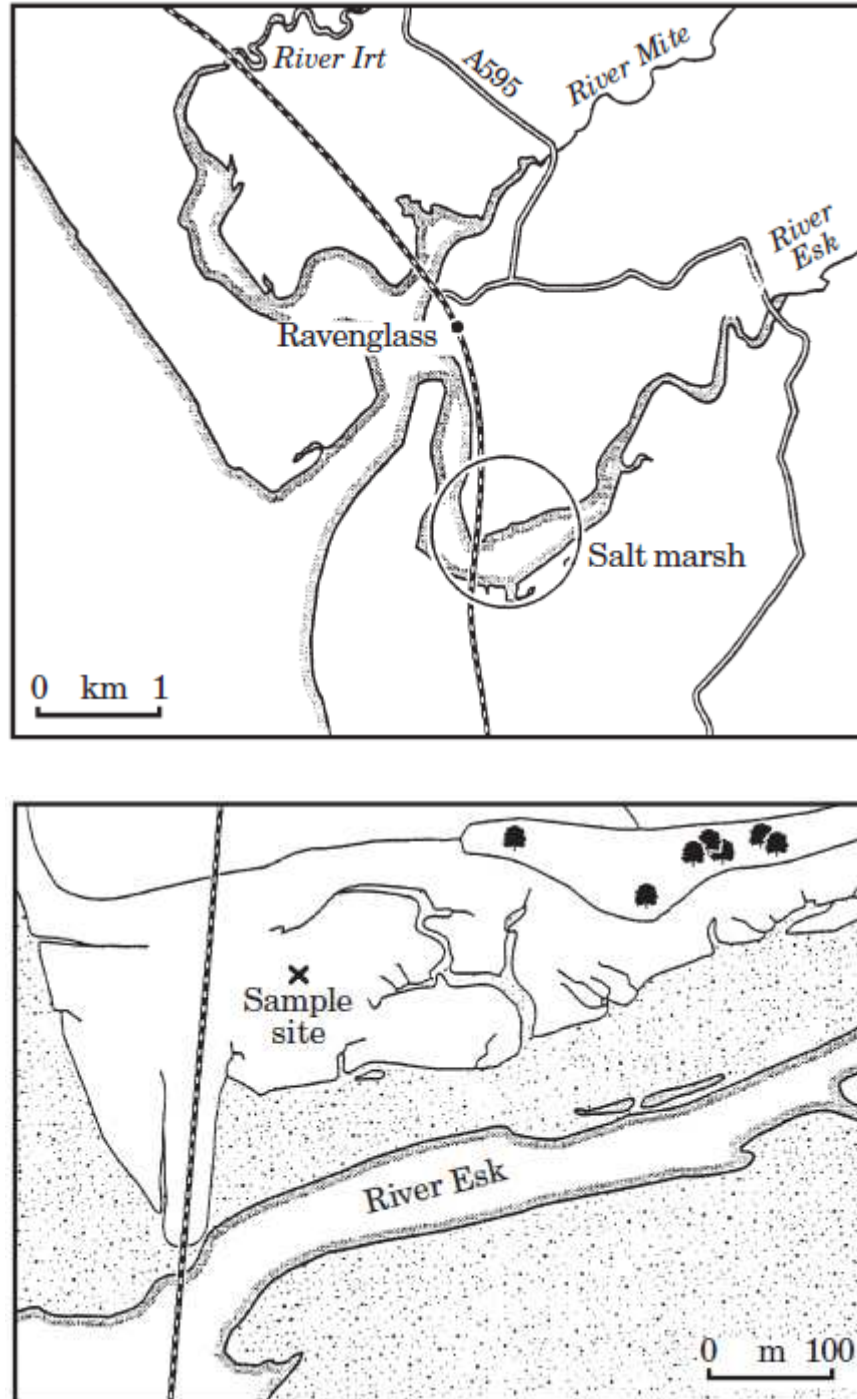 River Irt
A595
River Mite
River
Esk
Ravenglass
Salt marsh
0 km 1
Sample
site
River Esk
0 m 100